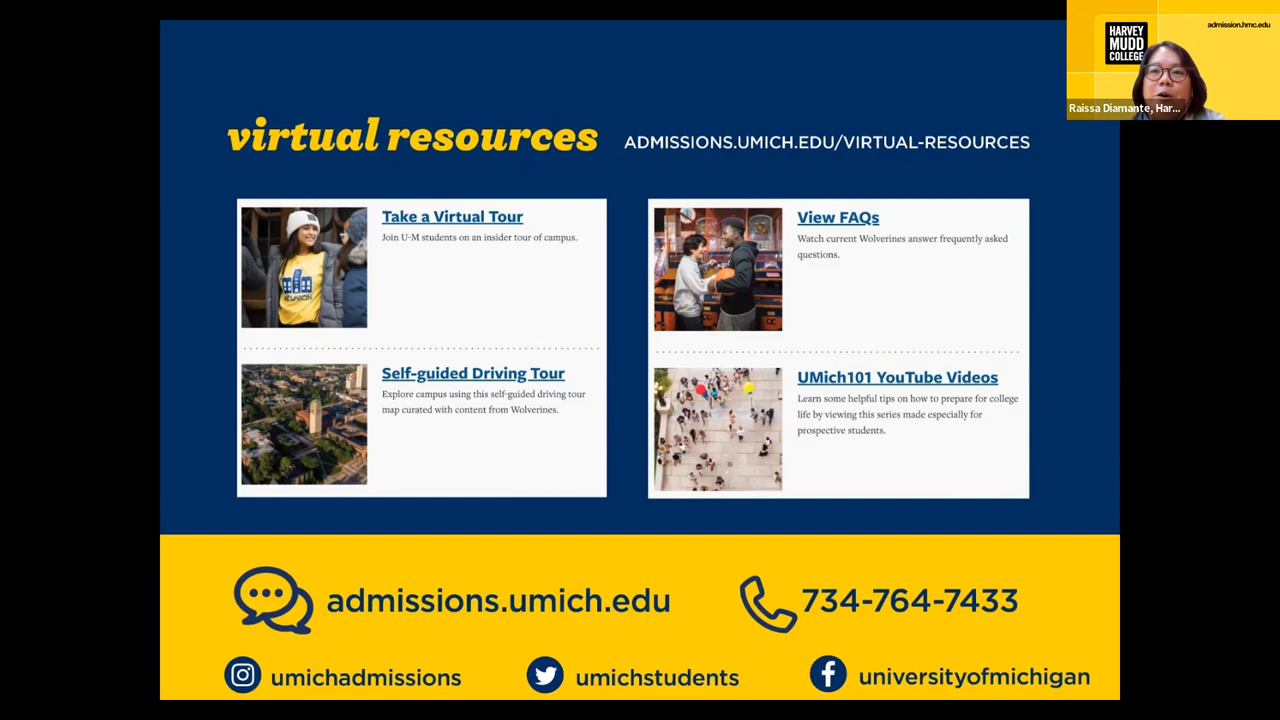 HARVEY
MUDD
COLLEGE
admission.hmc.edu
Raissa Diamante, Har...
virtual resources
ADMISSIONS.UMICH.EDU/VIRTUAL-RESOURCES
Take a Virtual Tour
Join U-M students on an insider tour of campus.
REUNION
Self-guided Driving Tour
Explore campus using this self-guided driving tour
map curated with content from Wolverines.
View FAQs
Watch current Wolverines answer frequently asked
questions.
UMich101 YouTube Videos
Learn some helpful tips on how to prepare for college
life by viewing this series made especially for
prospective students.
admissions.umich.edu
734-764-7433
umichadmissions
umichstudents
universityofmichigan